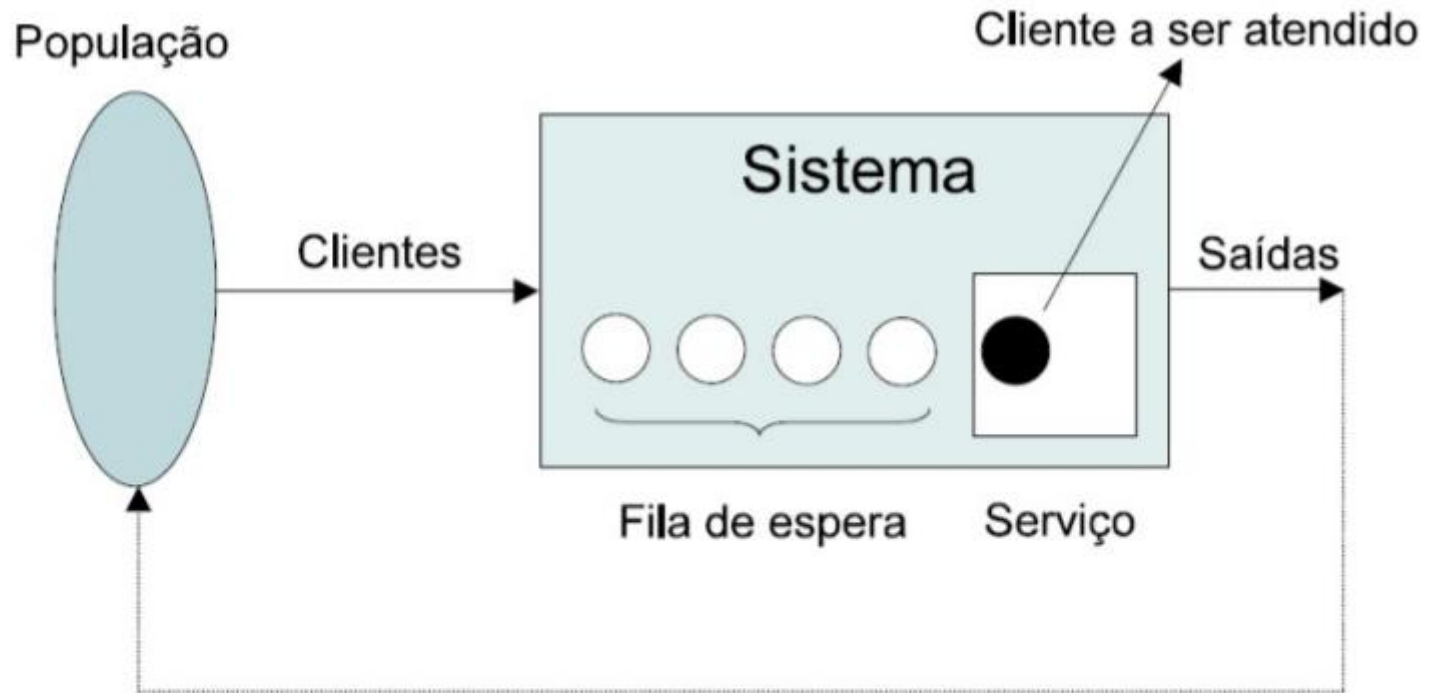 População
Cliente a ser atendido
Sistema
Clientes
Saídas
Fila de espera
Serviço